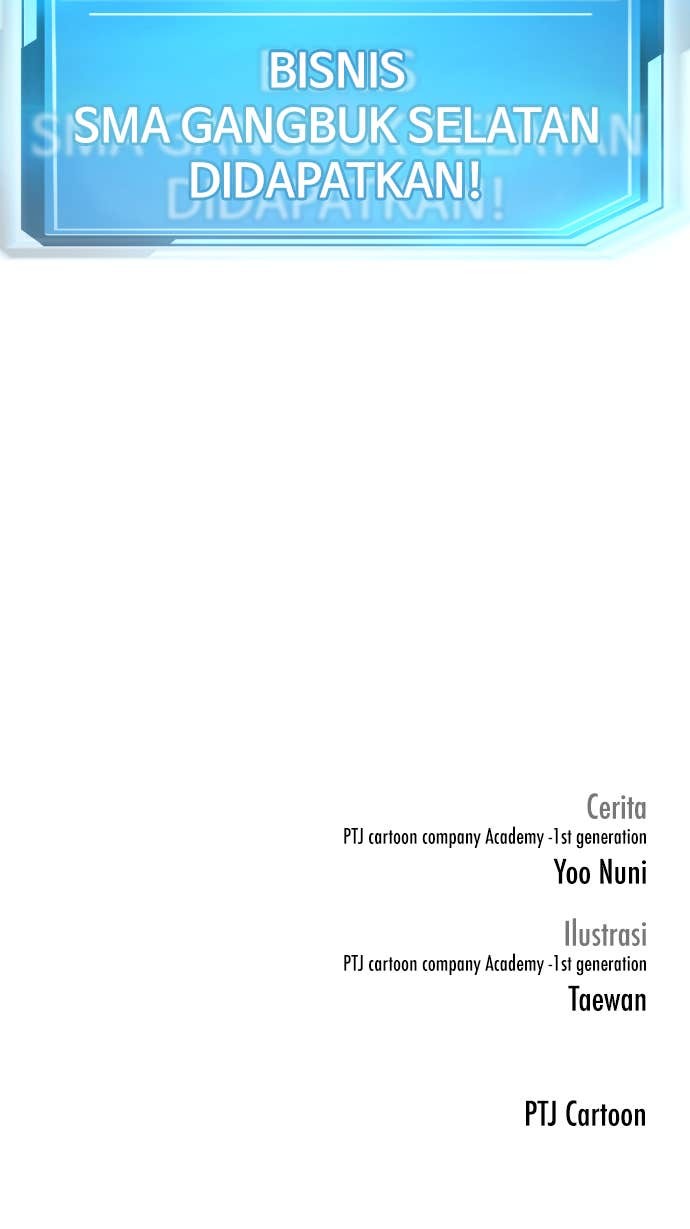 BISNIS
SMA GANGBUK SELATAN
DIDAPATKAN!
Cerita
PTJ cartoon company Academy -1st generation
Yoo Nuni
Ilustrasi
PTJ cartoon company Academy -1st generation
Taewan
PTJ Cartoon